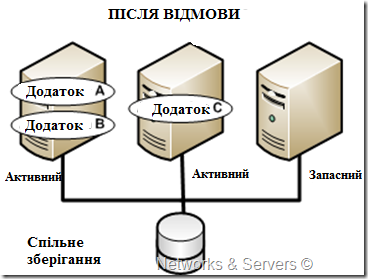 ПІСЛЯ ВІДМОВИ
Додаток A
Додаток B
Додаток C
Активний
Активний
Запасний
Спільне
зберігання
Networks & Servers ©